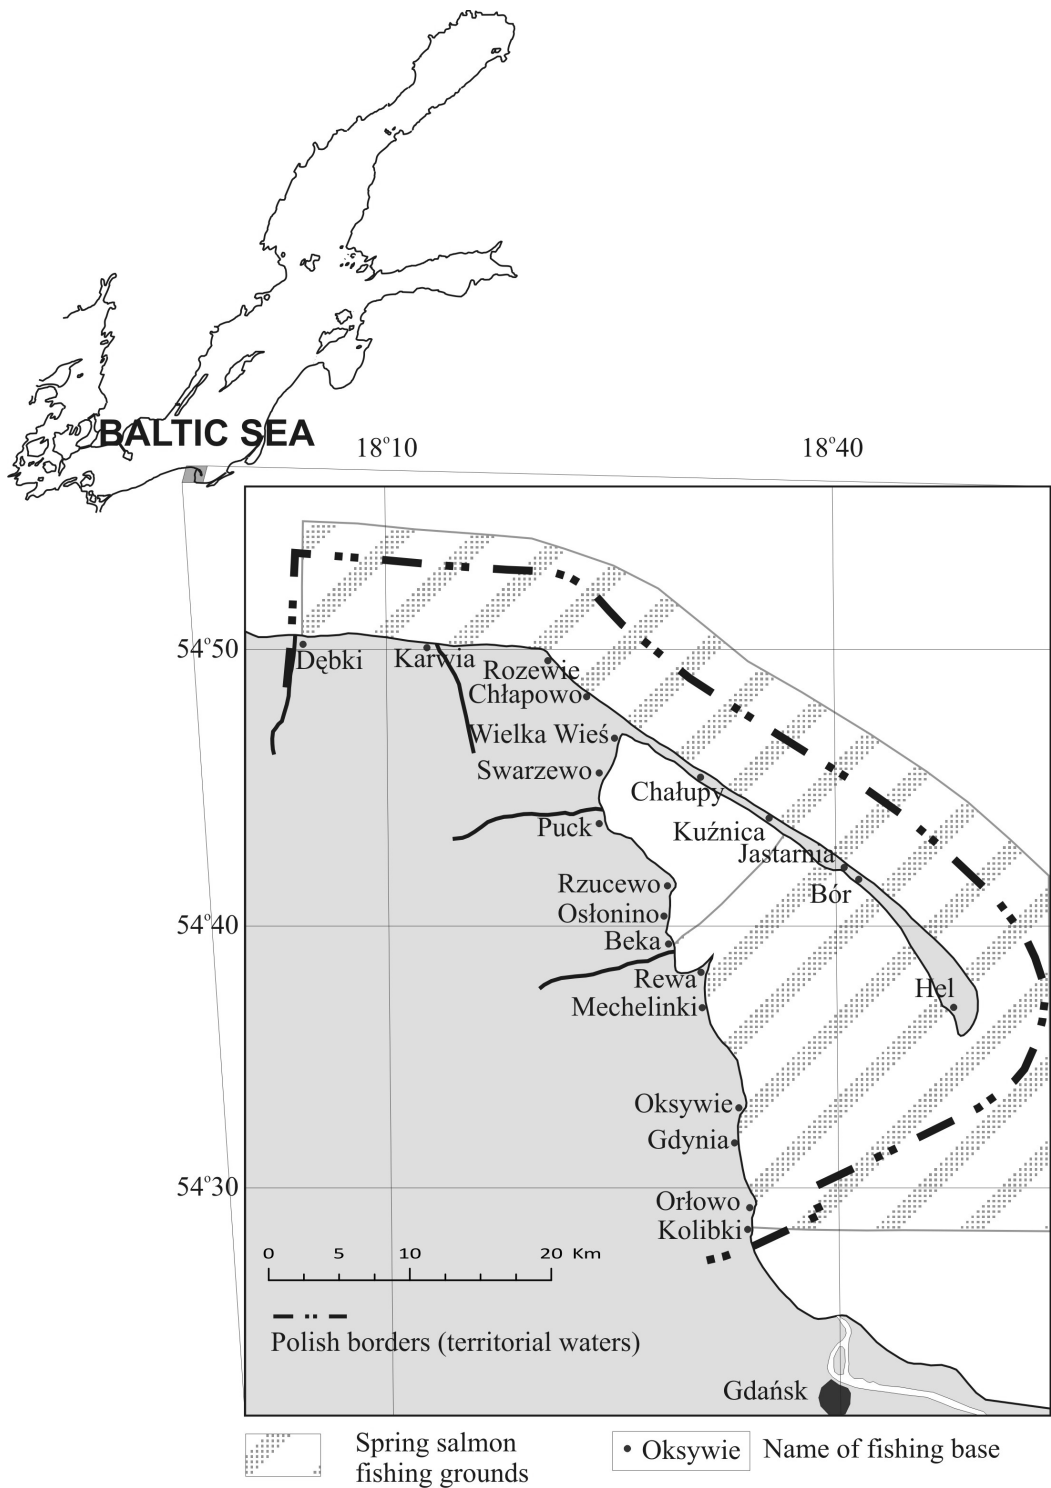 BALTIC SEA
18°10
18°40
54°50
Dębki
Karwia
Rozewie
Chłapowo
Wielka Wieś
Swarzewo
Chałupy
Puck
Kuźnica
Jastarnia
Rzucewo
Bór
Osłonino
54°40
Beka
Rewa
Hel
Mechelinki
Oksywie
Gdynia
54°30
Orłowo
Kolibki
0 5 10 20 Km
Polish borders (territorial waters)
Gdańsk
Spring salmon
fishing grounds
Oksywie
Name of fishing base